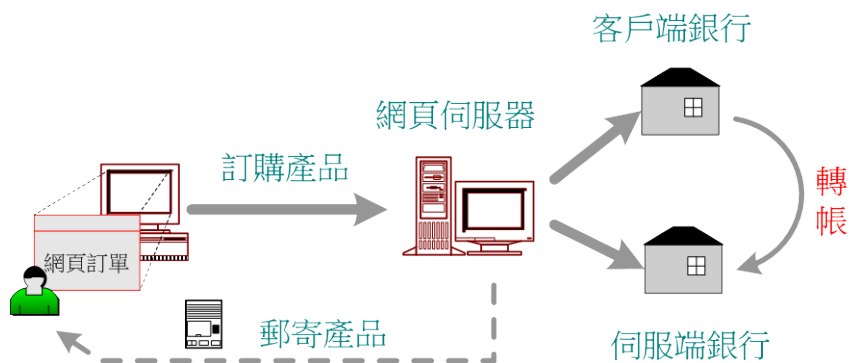 客戶端銀行
網頁伺服器
訂購產品
轉帳
網頁訂單
郵寄產品
伺服端銀行